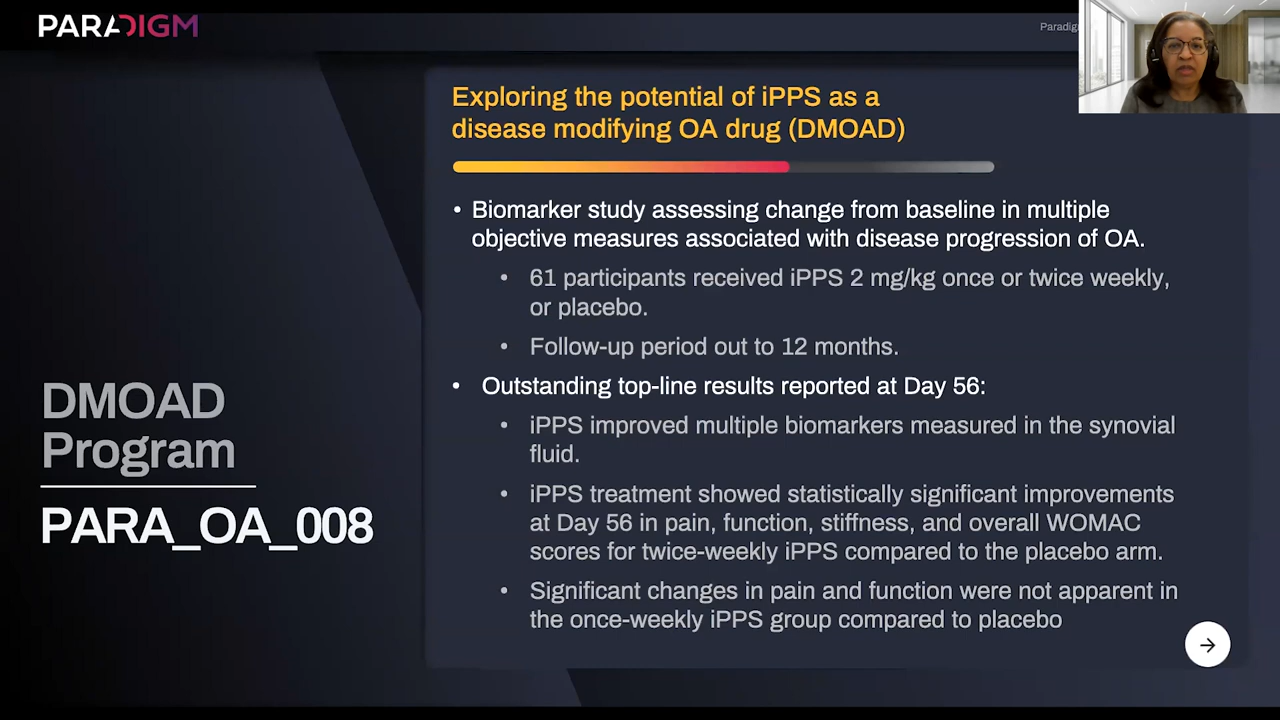 PARADIGM
Paradig
Exploring the potential of iPPS as a
disease modifying OA drug (DMOAD)
• Biomarker study assessing change from baseline in multiple
objective measures associated with disease progression of OA.
• 61 participants received iPPS 2 mg/kg once or twice weekly,
or placebo.
• Follow-up period out to 12 months.
• Outstanding top-line results reported at Day 56:
• iPPS improved multiple biomarkers measured in the synovial
fluid.
• iPPS treatment showed statistically significant improvements
at Day 56 in pain, function, stiffness, and overall WOMAC
scores for twice-weekly iPPS compared to the placebo arm.
• Significant changes in pain and function were not apparent in
the once-weekly iPPS group compared to placebo
DMOAD
Program
PARA_OA_008